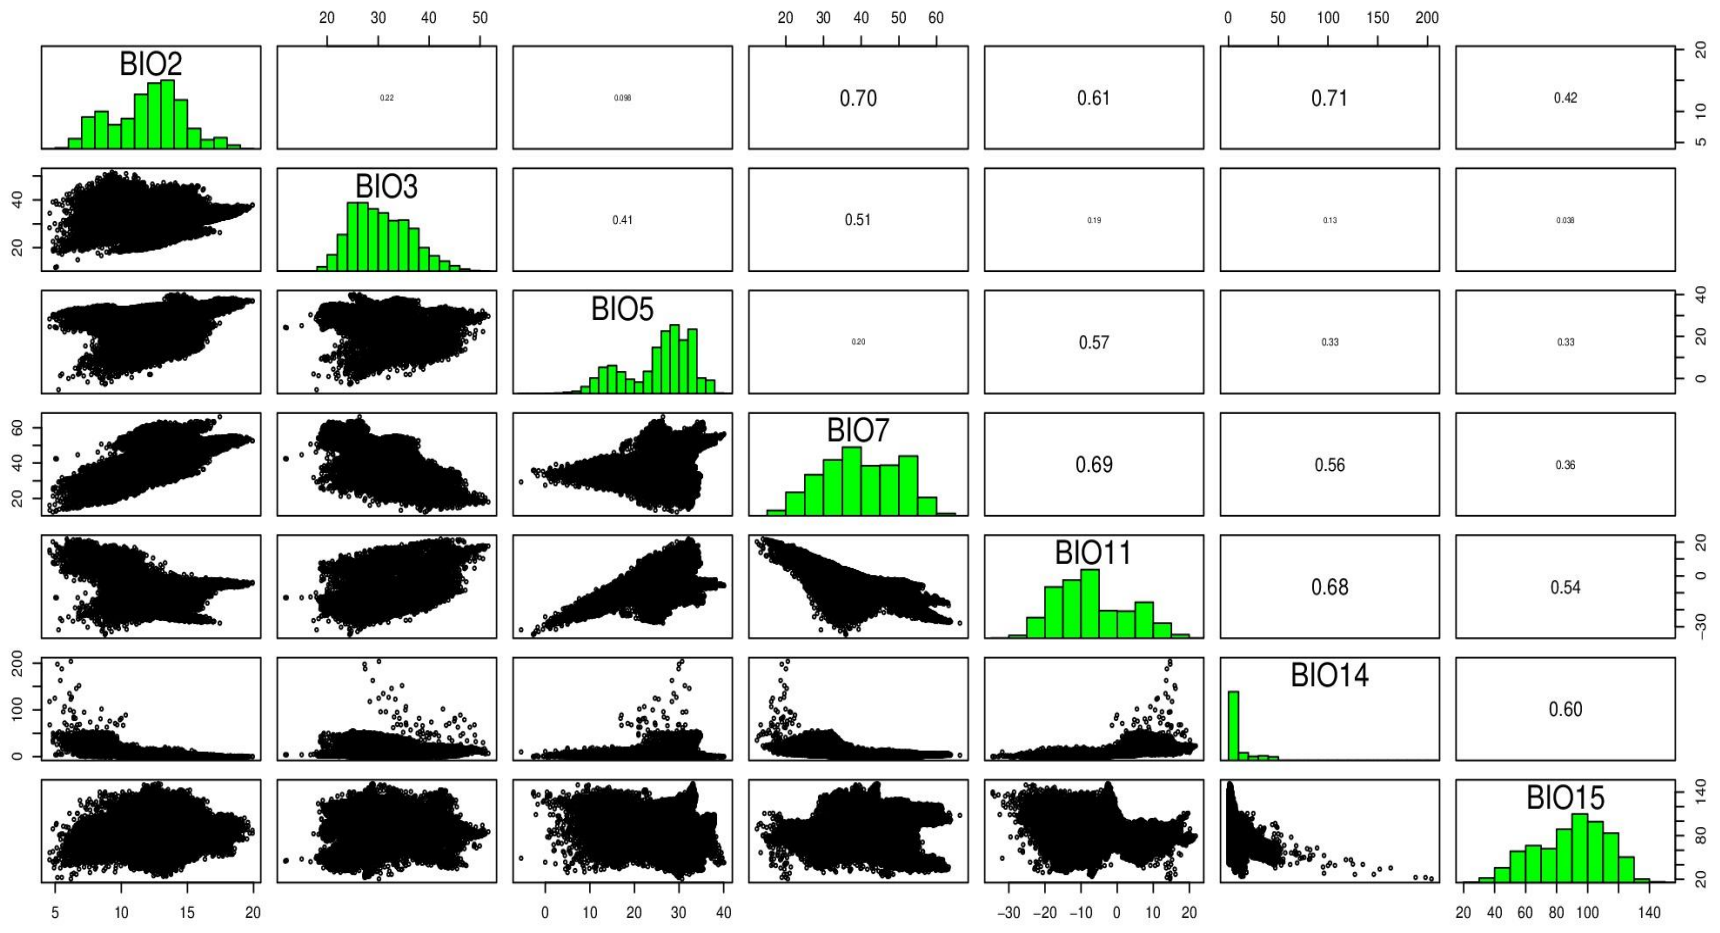 20 30 40 50 20 30 40 50 60 0 50 100 150 200
BIO2 0.22 0.098 0.70 0.61 0.71 0.42 5 10 20
20 40 BIO3 0.41 0.51 0.19 0.13 0.038
BIO5 0.20 0.57 0.33 0.33 0 20 40
20 40 60 BIO7 0.69 0.56 0.36
BIO11 0.68 0.54 −30 0 20
0 100 200 BIO14 0.60
BIO15 20 80 140
5 10 15 20 0 10 20 30 40 −30 −20 −10 0 10 20 20 40 60 80 100 140